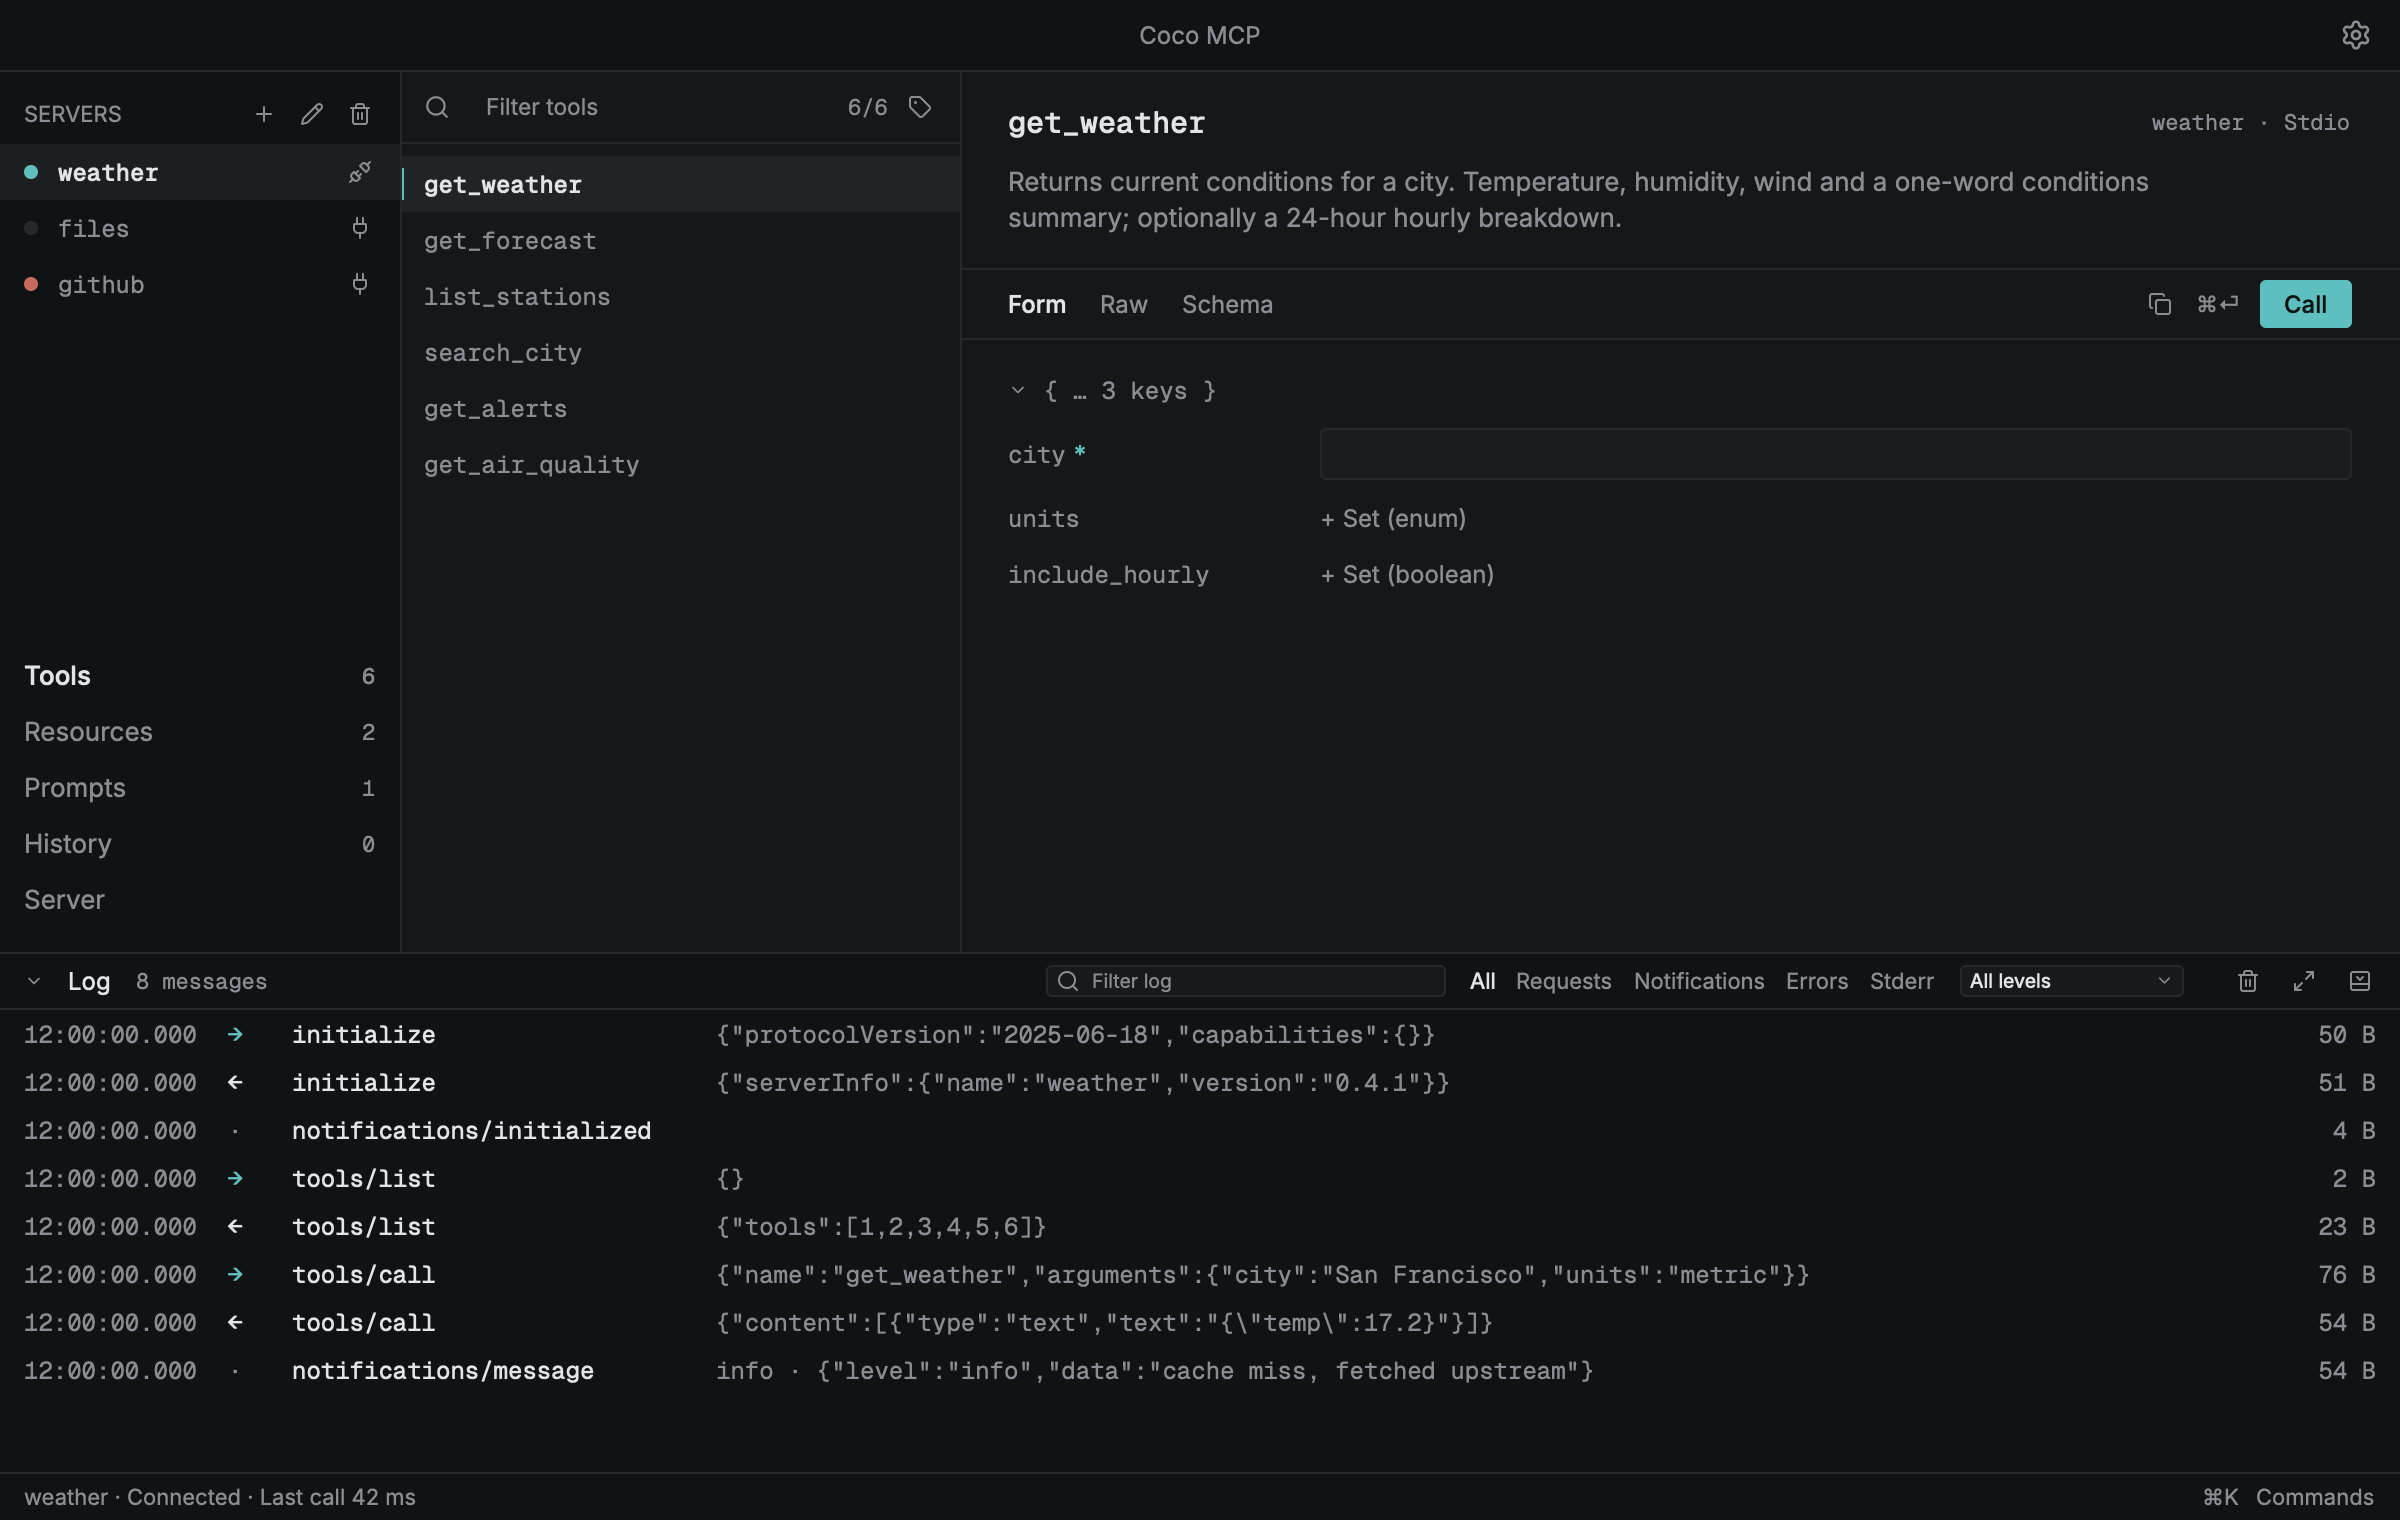 Coco MCP
SERVERS
weather
files
github
Tools 6
Resources 2
Prompts 1
History 0
Server
Filter tools 6/6
get_weather
get_forecast
list_stations
search_city
get_alerts
get_air_quality
get_weather weather · Stdio
Returns current conditions for a city. Temperature, humidity, wind and a one-word conditions
summary; optionally a 24-hour hourly breakdown.
Form Raw Schema ⌘↵ Call
{ … 3 keys }
city *
units + Set (enum)
include_hourly + Set (boolean)
Log 8 messages Filter log All Requests Notifications Errors Stderr All levels
12:00:00.000 → initialize {"protocolVersion":"2025-06-18","capabilities":{}} 50 B
12:00:00.000 ← initialize {"serverInfo":{"name":"weather","version":"0.4.1"}} 51 B
12:00:00.000 · notifications/initialized 4 B
12:00:00.000 → tools/list {} 2 B
12:00:00.000 ← tools/list {"tools":[1,2,3,4,5,6]} 23 B
12:00:00.000 → tools/call {"name":"get_weather","arguments":{"city":"San Francisco","units":"metric"}} 76 B
12:00:00.000 ← tools/call {"content":[{"type":"text","text":"{\"temp\":17.2}"}]} 54 B
12:00:00.000 · notifications/message info · {"level":"info","data":"cache miss, fetched upstream"} 54 B
weather · Connected · Last call 42 ms ⌘K Commands